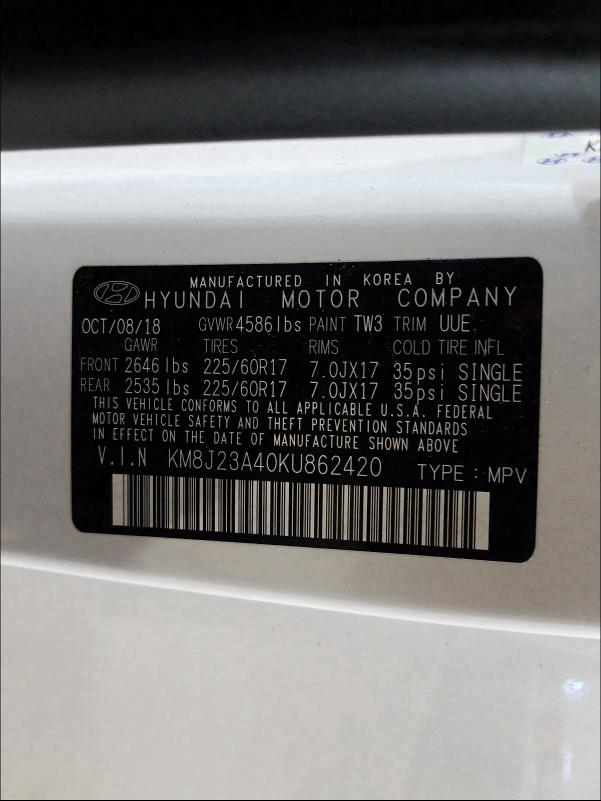 K
MANUFACTURED IN KOREA BY
HYUNDAI MOTOR COMPANY
OCT/08/18 GVWR 4586 lbs PAINT TW3 TRIM UUE
GAWR TIRES RIMS COLD TIRE INFL
FRONT 2646 lbs 225/60R17 7.0JX17 35psi SINGLE
REAR 2535 lbs 225/60R17 7.0JX17 35psi SINGLE
THIS VEHICLE CONFORMS TO ALL APPLICABLE U.S.A. FEDERAL
MOTOR VEHICLE SAFETY AND THEFT PREVENTION STANDARDS
IN EFFECT ON THE DATE OF MANUFACTURE SHOWN ABOVE
V.I.N KM8J23A40KU862420 TYPE : MPV